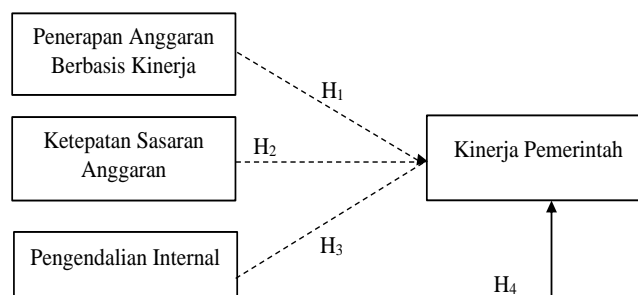 Penerapan Anggaran
Berbasis Kinerja
H1
Ketepatan Sasaran
Anggaran
H2
Kinerja Pemerintah
Pengendalian Internal
H3
H4